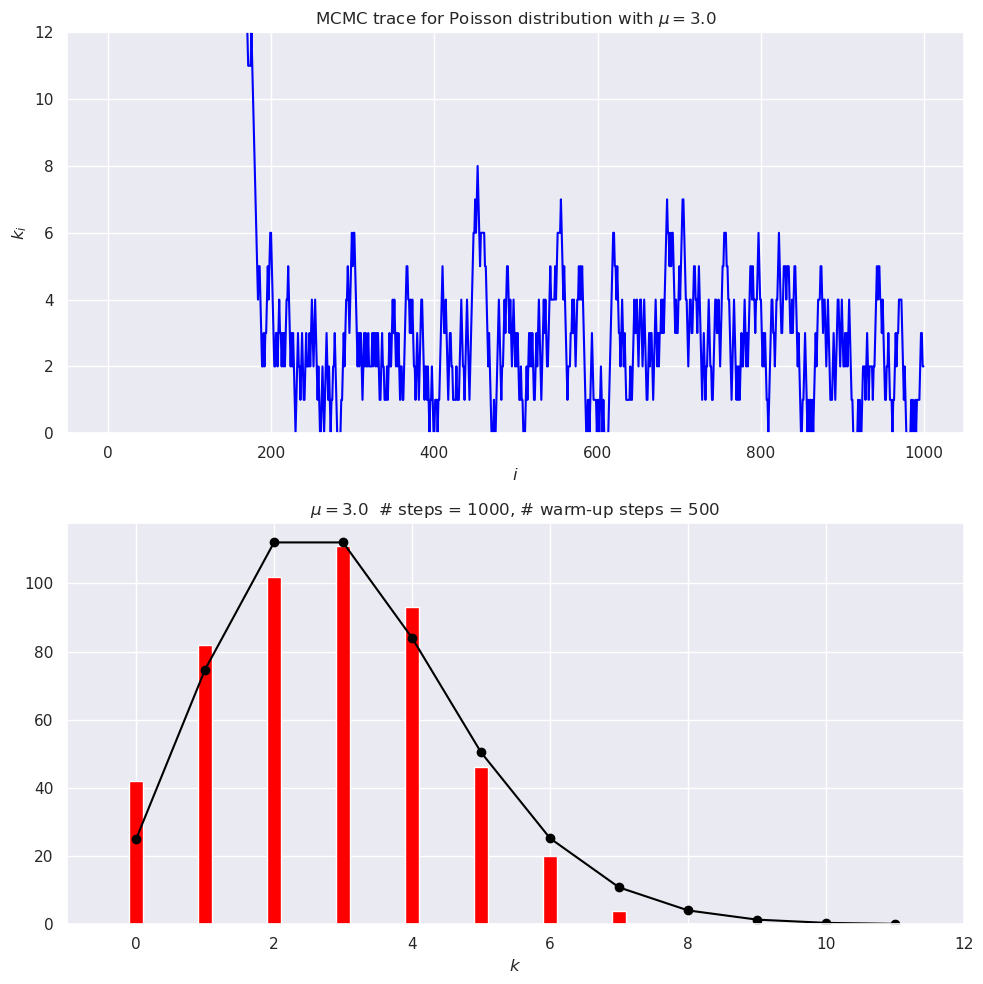 MCMC trace for Poisson distribution with μ = 3.0
12
10
8
6
4
2
0
k_i
0 200 400 600 800 1000
i
μ = 3.0 # steps = 1000, # warm-up steps = 500
100
80
60
40
20
0
0 2 4 6 8 10 12
k